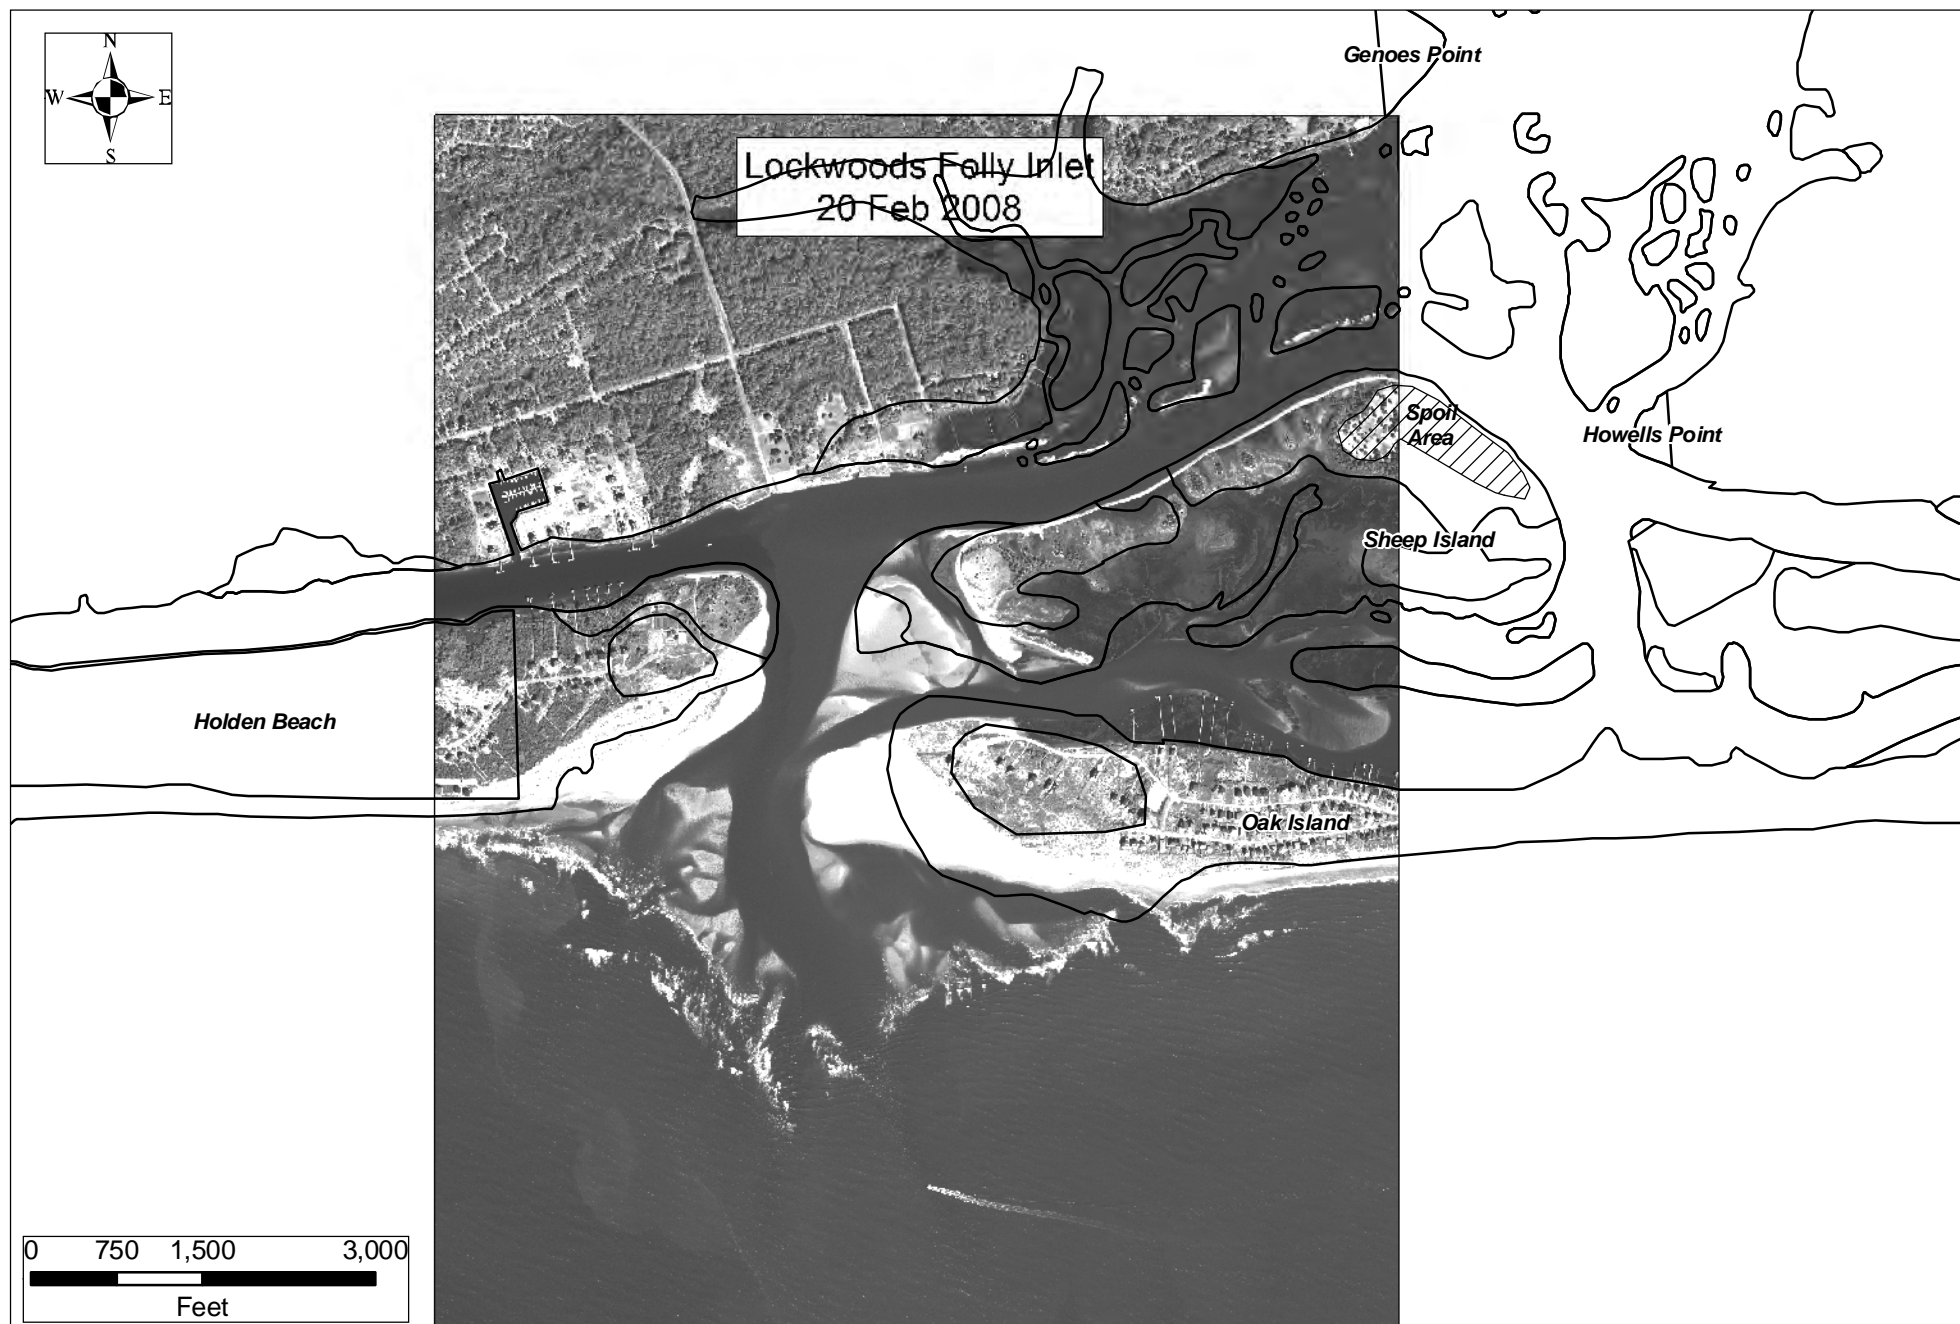 N
W E
S
Genoes Point
Lockwoods Folly Inlet
20 Feb 2008
Spoil
Area
Howells Point
Sheep Island
Holden Beach
Oak Island
0 750 1,500 3,000
Feet